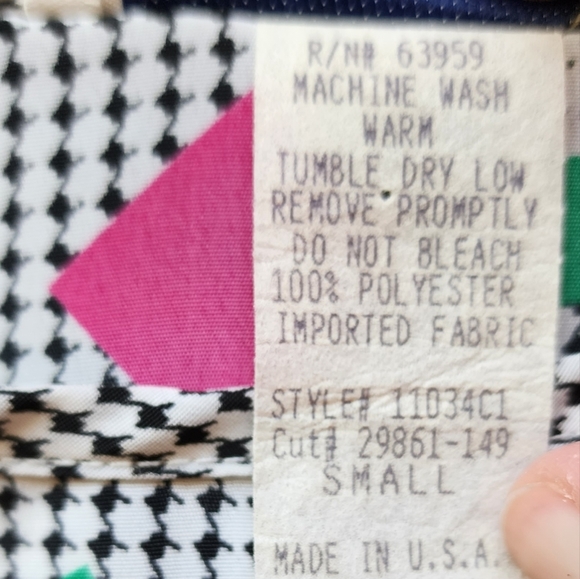 R/N# 63959
MACHINE WASH
WARM
TUMBLE DRY LOW
REMOVE PROMPTLY
DO NOT BLEACH
100% POLYESTER
IMPORTED FABRIC
STYLE# 11034C1
Cut# 29861-149
SMALL
MADE IN U.S.A.